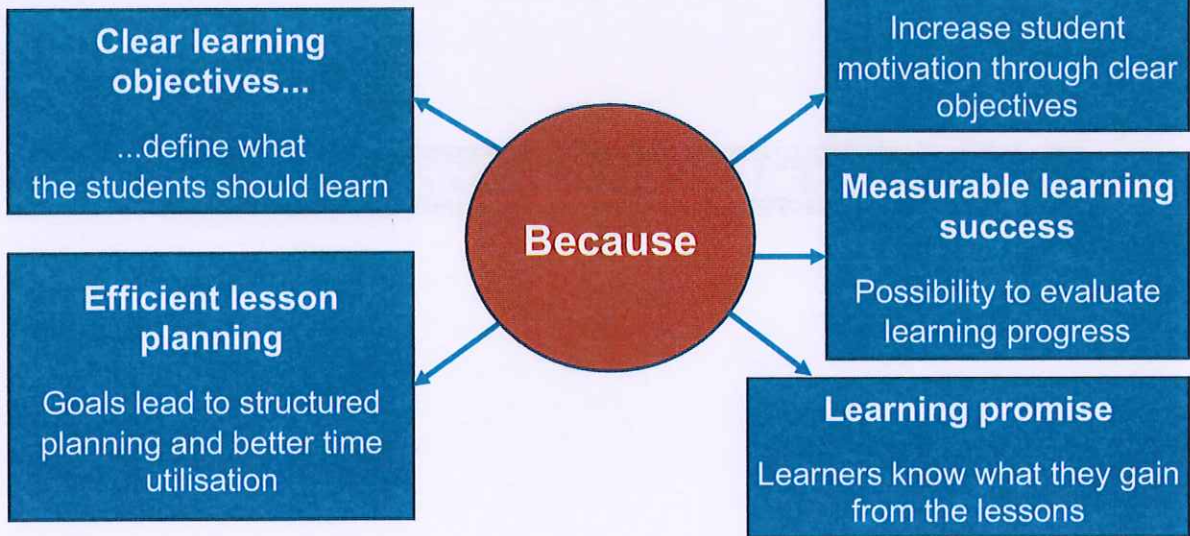 Clear learning
objectives...
...define what
the students should learn
Efficient lesson
planning
Goals lead to structured
planning and better time
utilisation
Because
Increase student
motivation through clear
objectives
Measurable learning
success
Possibility to evaluate
learning progress
Learning promise
Learners know what they gain
from the lessons